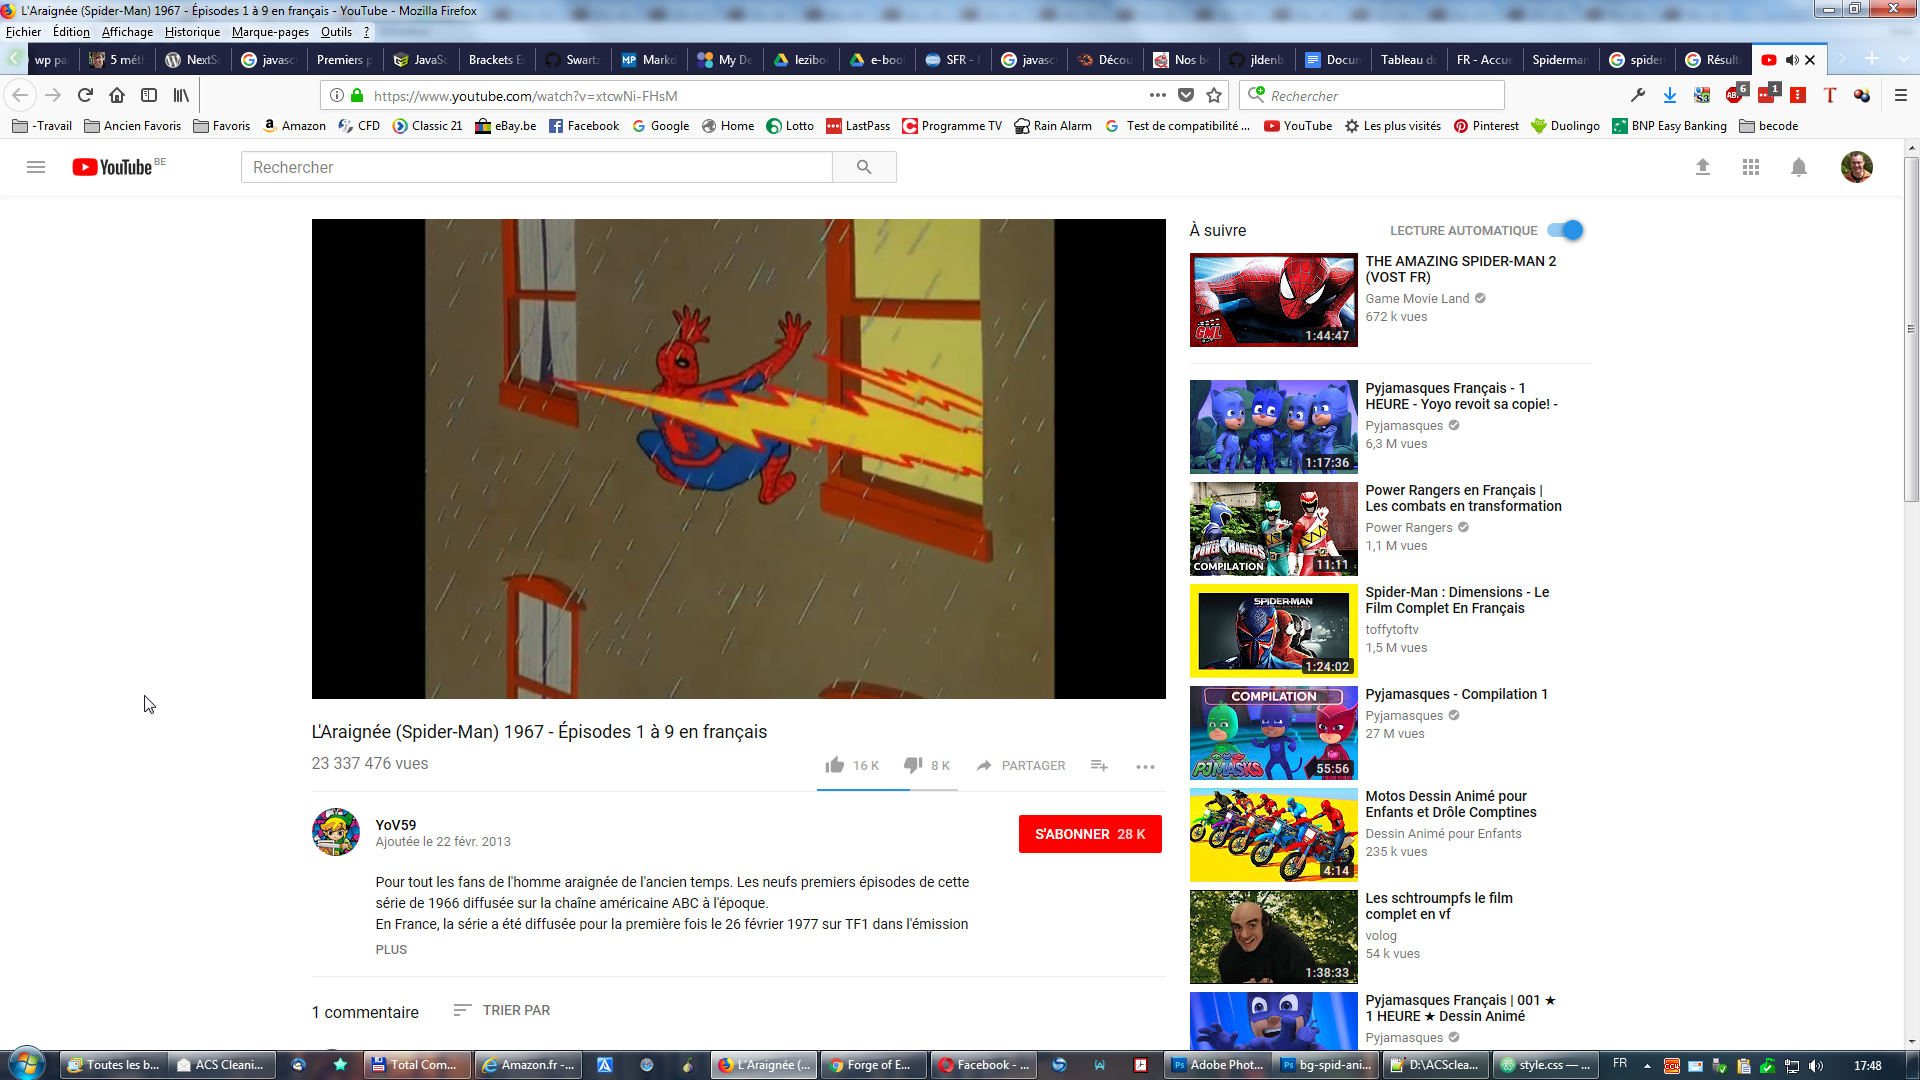 L'Araignée (Spider-Man) 1967 - Épisodes 1 à 9 en français - YouTube - Mozilla Firefox
Fichier Édition Affichage Historique Marque-pages Outils ?
wp pa 5 mét NextS javasc Premiers p JavaSc Brackets E Swartz Markd My De lezibo e-boo SFR - javasc Décou Nos b jldenb Docun Tableau de FR - Accue Spiderman spider Résult
https://www.youtube.com/watch?v=xtcwNi-FHsM
Rechercher
6 1
-Travail Ancien Favoris Favoris Amazon CFD Classic 21 eBay.be Facebook Google Home Lotto LastPass Programme TV Rain Alarm Test de compatibilité ... YouTube Les plus visités Pinterest Duolingo BNP Easy Banking becode
YouTube BE
Rechercher
À suivre
LECTURE AUTOMATIQUE
THE AMAZING SPIDER-MAN 2
(VOST FR)
Game Movie Land
672 k vues
GML
1:44:47
Pyjamasques Français - 1
HEURE - Yoyo revoit sa copie! -
Pyjamasques
6,3 M vues
1:17:36
Power Rangers en Français |
Les combats en transformation
Power Rangers
1,1 M vues
POWER RANGERS
COMPILATION
11:11
Spider-Man : Dimensions - Le
Film Complet En Français
toffytoftv
1,5 M vues
SPIDER-MAN
1:24:02
Pyjamasques - Compilation 1
Pyjamasques
27 M vues
COMPILATION
PJMASKS
55:56
Motos Dessin Animé pour
Enfants et Drôle Comptines
Dessin Animé pour Enfants
235 k vues
4:14
Les schtroumpfs le film
complet en vf
volog
54 k vues
1:38:33
Pyjamasques Français | 001 ★
1 HEURE ★ Dessin Animé
Pyjamasques
L'Araignée (Spider-Man) 1967 - Épisodes 1 à 9 en français
23 337 476 vues
16 K 8 K PARTAGER
YoV59
Ajoutée le 22 févr. 2013
S'ABONNER 28 K
Pour tout les fans de l'homme araignée de l'ancien temps. Les neufs premiers épisodes de cette
série de 1966 diffusée sur la chaîne américaine ABC à l'époque.
En France, la série a été diffusée pour la première fois le 26 février 1977 sur TF1 dans l'émission
PLUS
1 commentaire
TRIER PAR
Toutes les b... ACS Cleani... Total Com... Amazon.fr -... L'Araignée (... Forge of E... Facebook - ... Adobe Phot... bg-spid-ani... D:\ACSclea... style.css — ... FR 17:48